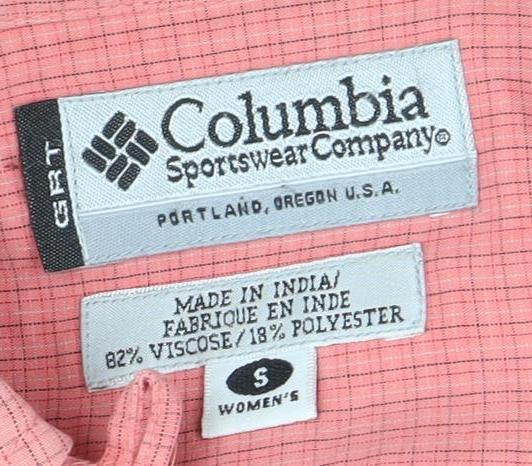 GRT
Columbia
Sportswear Company®
PORTLAND, OREGON U.S.A.
MADE IN INDIA/
FABRIQUE EN INDE
82% VISCOSE/18% POLYESTER
S
WOMEN'S